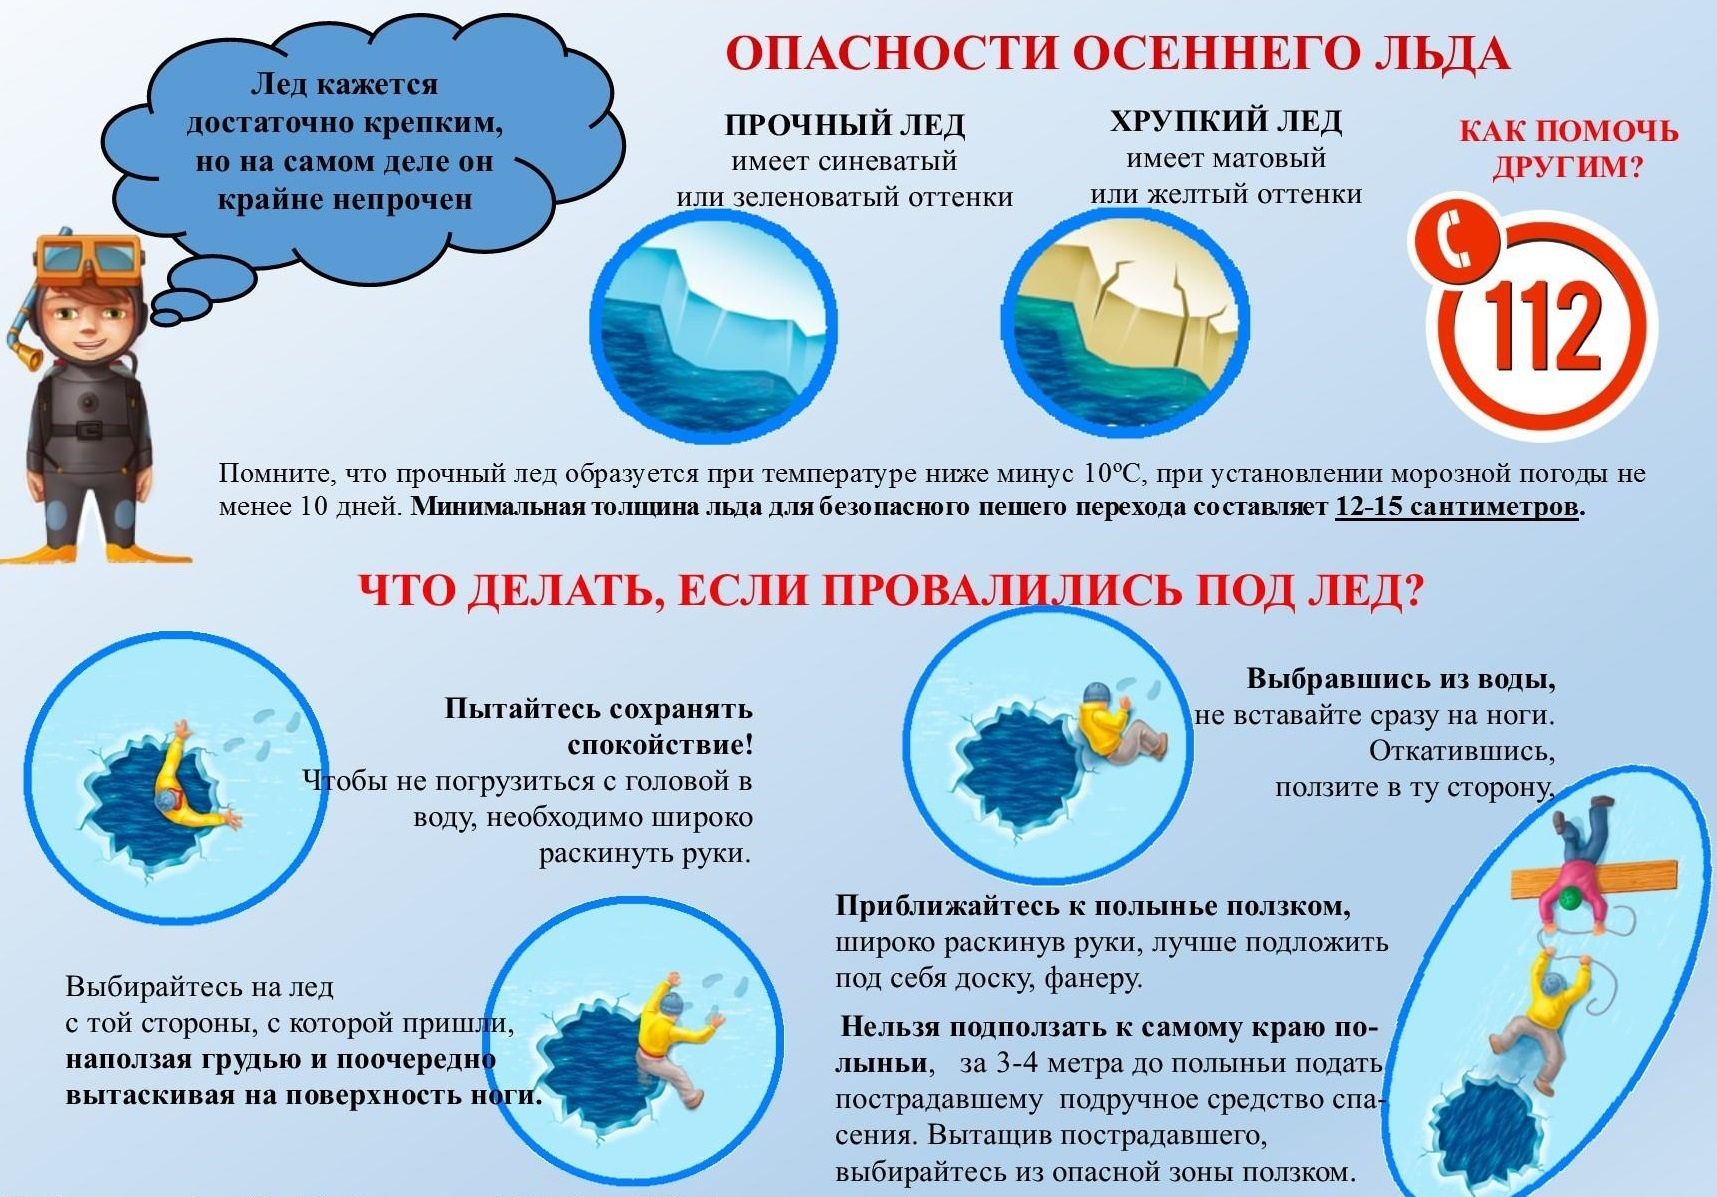 Лед кажется
достаточно крепким,
но на самом деле он
крайне непрочен
ОПАСНОСТИ ОСЕННЕГО ЛЬДА
ПРОЧНЫЙ ЛЕД
имеет синеватый
или зеленоватый оттенки
ХРУПКИЙ ЛЕД
имеет матовый
или желтый оттенки
КАК ПОМОЧЬ
ДРУГИМ?
112
Помните, что прочный лед образуется при температуре ниже минус 10ºС, при установлении морозной погоды не
менее 10 дней. Минимальная толщина льда для безопасного пешего перехода составляет 12-15 сантиметров.
ЧТО ДЕЛАТЬ, ЕСЛИ ПРОВАЛИЛИСЬ ПОД ЛЕД?
Пытайтесь сохранять
спокойствие!
Чтобы не погрузиться с головой в
воду, необходимо широко
раскинуть руки.
Выбирайтесь на лед
с той стороны, с которой пришли,
наползая грудью и поочередно
вытаскивая на поверхность ноги.
Выбравшись из воды,
не вставайте сразу на ноги.
Откатившись,
ползите в ту сторону,
Приближайтесь к полынье ползком,
широко раскинув руки, лучше подложить
под себя доску, фанеру.
Нельзя подползать к самому краю по-
лыньи, за 3-4 метра до полыньи подать
пострадавшему подручное средство спа-
сения. Вытащив пострадавшего,
выбирайтесь из опасной зоны ползком.